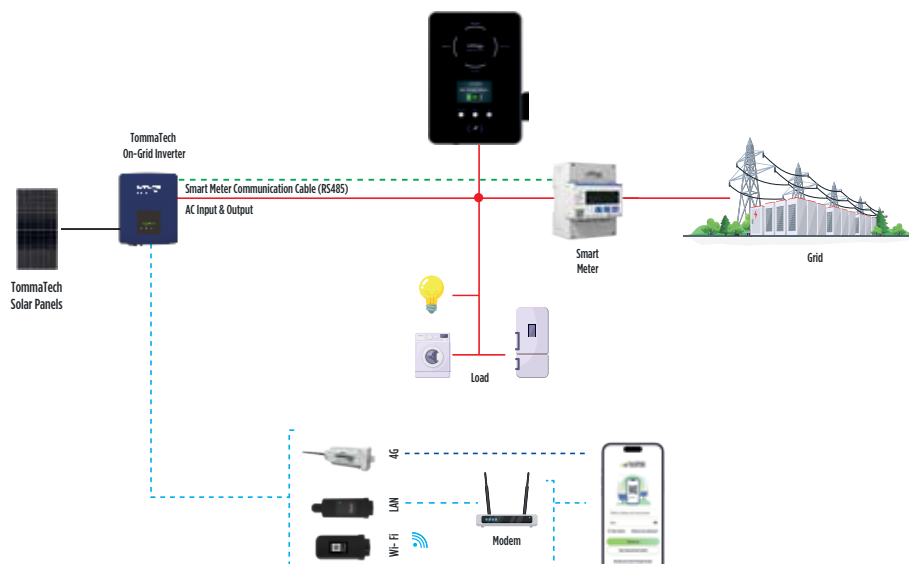 TommaTech
On-Grid Inverter
Smart Meter Communication Cable (RS485)
AC Input & Output
TommaTech
Solar Panels
Smart
Meter
Grid
Load
4G
LAN
Wi- Fi
Modem